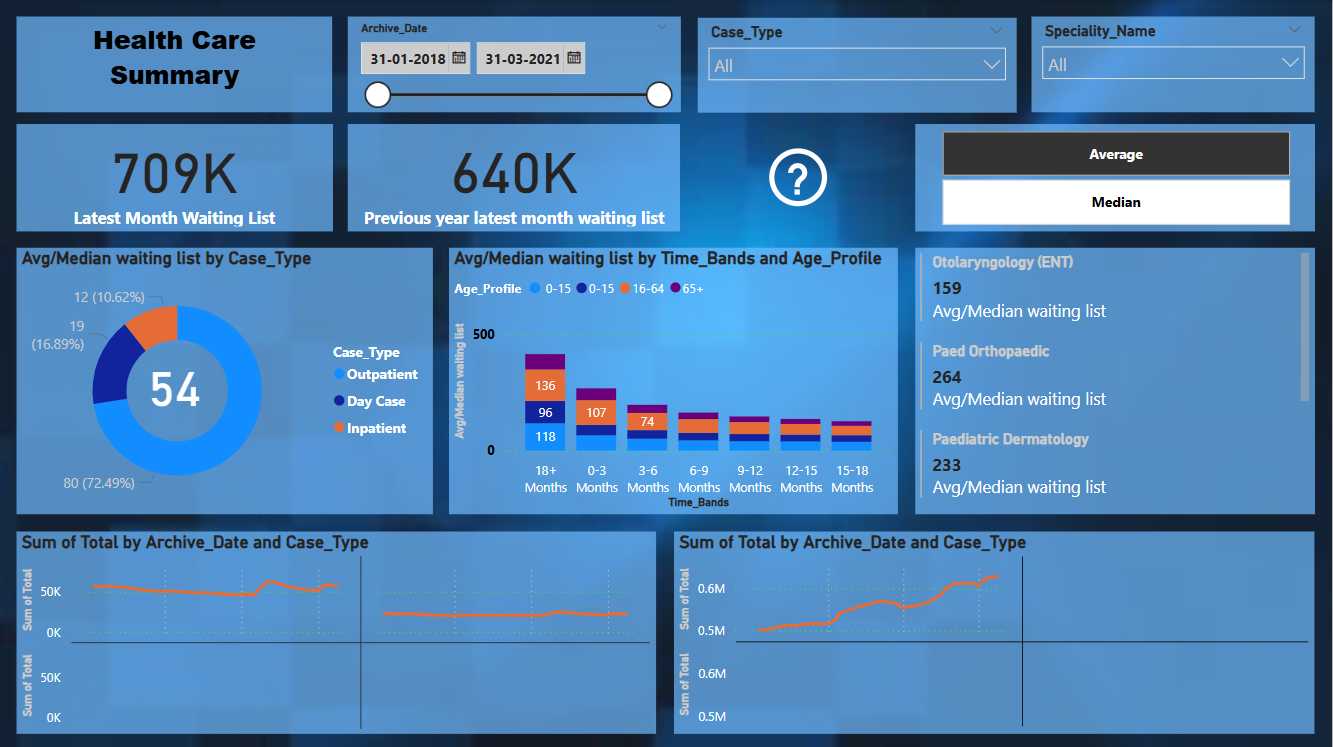 Health Care
Summary
Archive_Date
31-01-2018
31-03-2021
Case_Type
All
Speciality_Name
All
709K
Latest Month Waiting List
640K
Previous year latest month waiting list
?
Average
Median
Avg/Median waiting list by Case_Type
12 (10.62%)
19
(16.89%)
54
80 (72.49%)
Case_Type
Outpatient
Day Case
Inpatient
Avg/Median waiting list by Time_Bands and Age_Profile
Age_Profile 0-15 0-15 16-64 65+
Avg/Median waiting list
500
0
136
96
118
107
74
18+
Months
0-3
Months
3-6
Months
6-9
Months
9-12
Months
12-15
Months
15-18
Months
Time_Bands
Otolaryngology (ENT)
159
Avg/Median waiting list
Paed Orthopaedic
264
Avg/Median waiting list
Paediatric Dermatology
233
Avg/Median waiting list
Sum of Total by Archive_Date and Case_Type
Sum of Total
50K
0K
Sum of Total
50K
0K
Sum of Total by Archive_Date and Case_Type
Sum of Total
0.6M
0.5M
Sum of Total
0.6M
0.5M